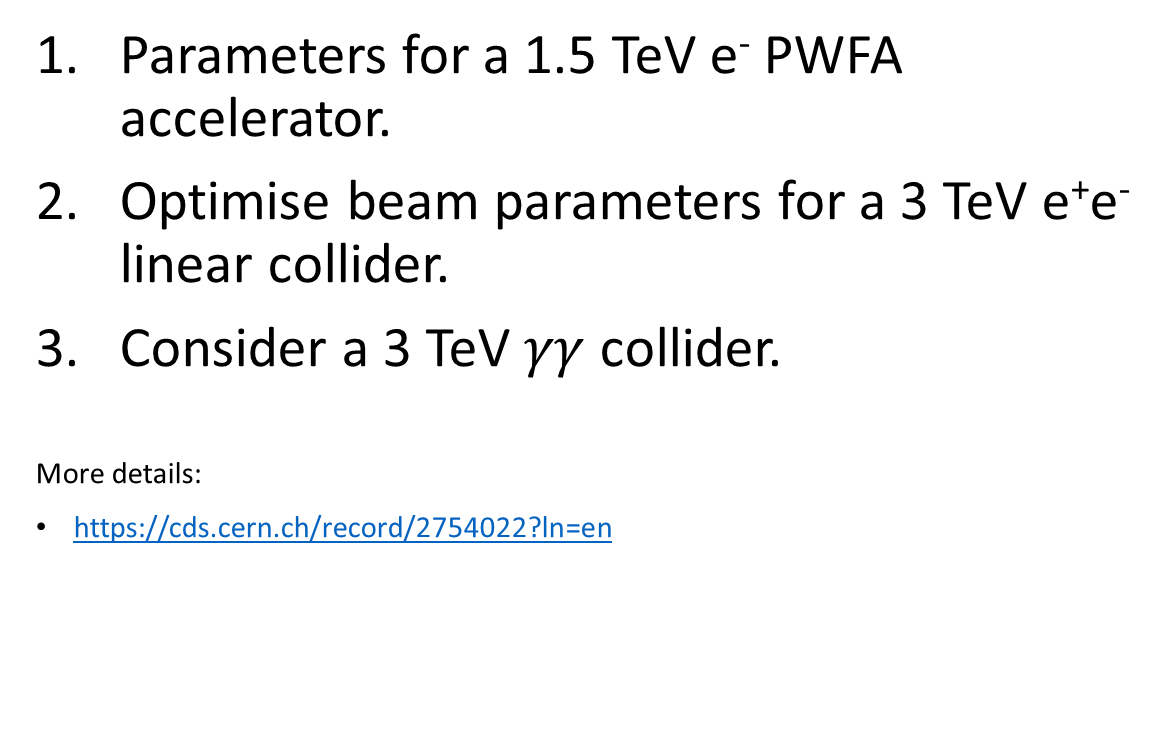 1. Parameters for a 1.5 TeV e⁻ PWFA
accelerator.
2. Optimise beam parameters for a 3 TeV e⁺e⁻
linear collider.
3. Consider a 3 TeV 𝛾𝛾 collider.
More details:
• https://cds.cern.ch/record/2754022?ln=en